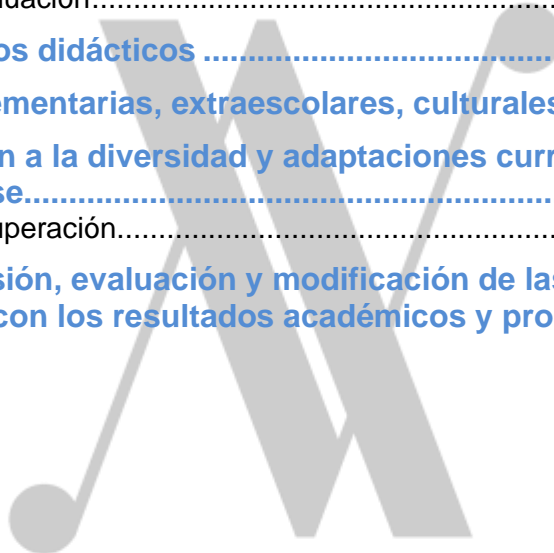 uación...........................................................
os didácticos .............................................
ementarias, extraescolares, culturales
n a la diversidad y adaptaciones curr
se.................................................................
uperación......................................................
sión, evaluación y modificación de las
con los resultados académicos y pro